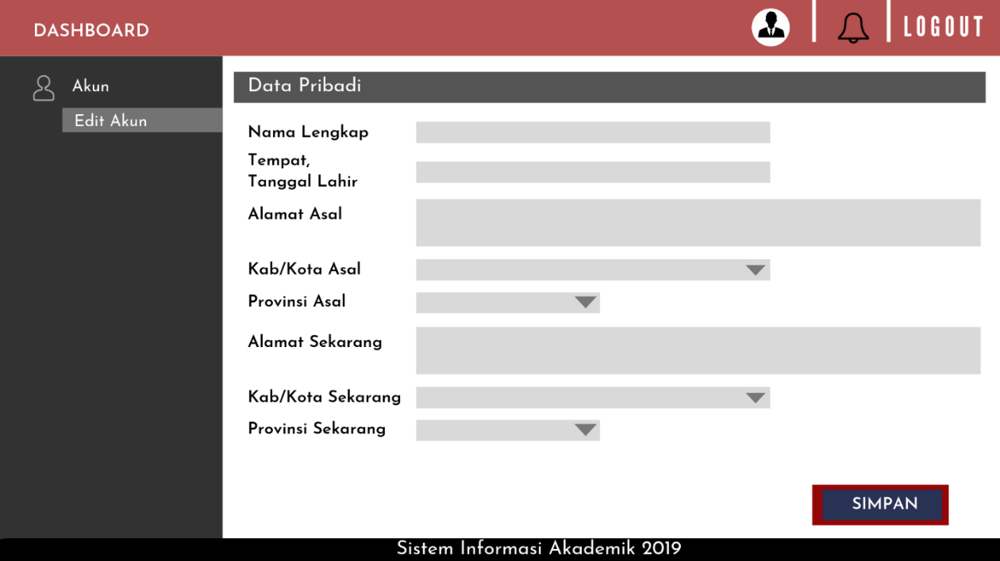 DASHBOARD
LOGOUT
Akun
Edit Akun
Data Pribadi
Nama Lengkap
Tempat,
Tanggal Lahir
Alamat Asal
Kab/Kota Asal
Provinsi Asal
Alamat Sekarang
Kab/Kota Sekarang
Provinsi Sekarang
SIMPAN
Sistem Informasi Akademik 2019